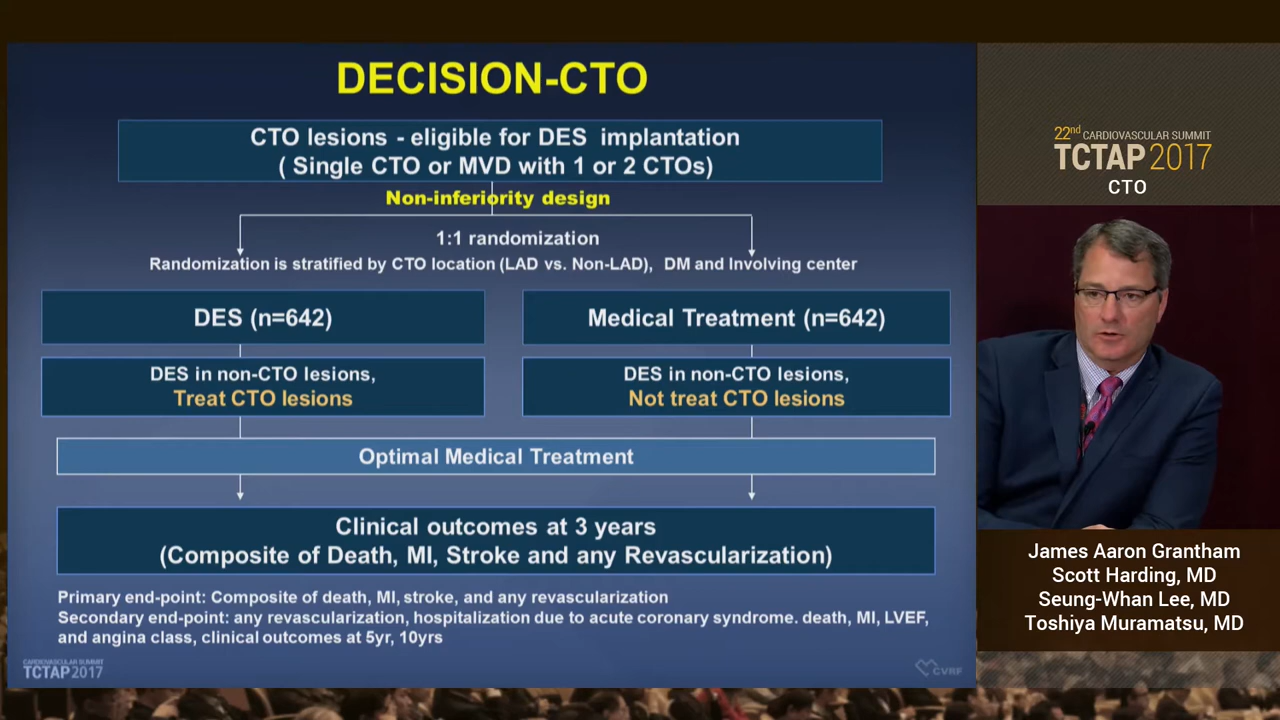 DECISION-CTO
CTO lesions - eligible for DES implantation
( Single CTO or MVD with 1 or 2 CTOs)
Non-inferiority design
1:1 randomization
Randomization is stratified by CTO location (LAD vs. Non-LAD), DM and Involving center
DES (n=642)
Medical Treatment (n=642)
DES in non-CTO lesions,
Treat CTO lesions
DES in non-CTO lesions,
Not treat CTO lesions
Optimal Medical Treatment
Clinical outcomes at 3 years
(Composite of Death, MI, Stroke and any Revascularization)
Primary end-point: Composite of death, MI, stroke, and any revascularization
Secondary end-point: any revascularization, hospitalization due to acute coronary syndrome. death, MI, LVEF,
and angina class, clinical outcomes at 5yr, 10yrs
CARDIOVASCULAR SUMMIT
TCTAP2017
CVRF
22nd CARDIOVASCULAR SUMMIT
TCTAP 2017
CTO
James Aaron Grantham
Scott Harding, MD
Seung-Whan Lee, MD
Toshiya Muramatsu, MD